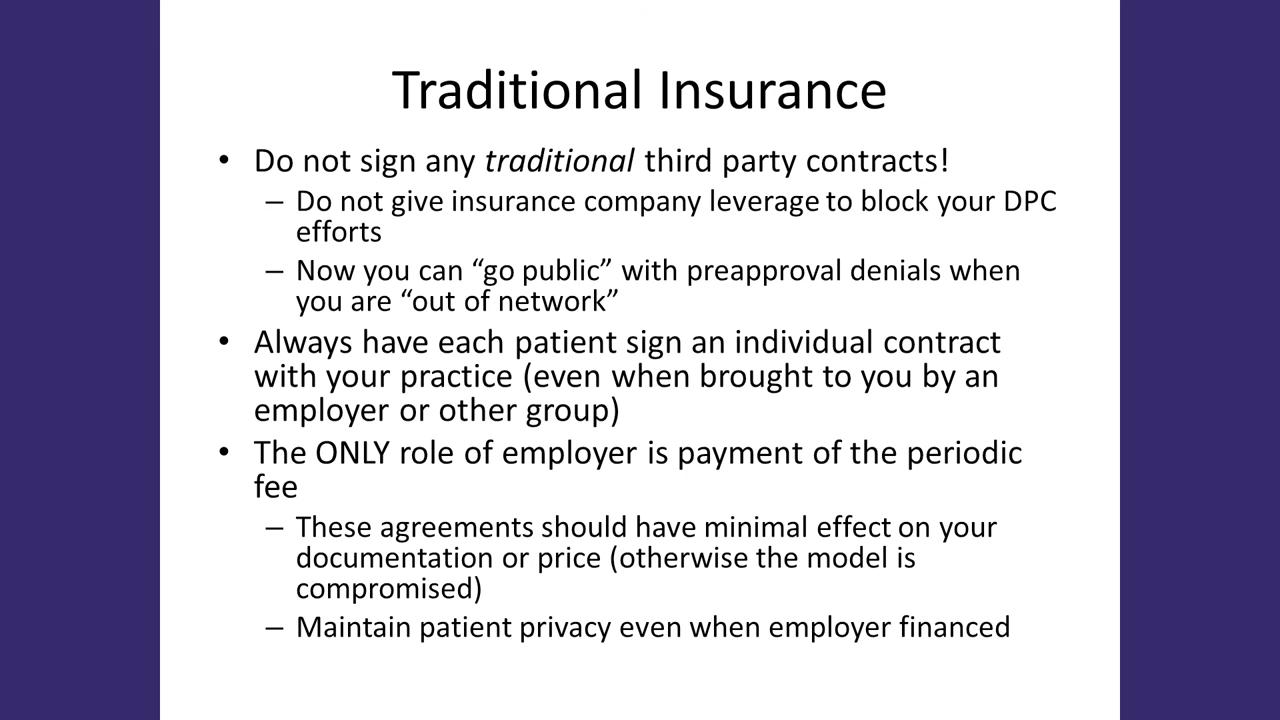 Traditional Insurance
• Do not sign any traditional third party contracts!
– Do not give insurance company leverage to block your DPC
efforts
– Now you can “go public” with preapproval denials when
you are “out of network”
• Always have each patient sign an individual contract
with your practice (even when brought to you by an
employer or other group)
• The ONLY role of employer is payment of the periodic
fee
– These agreements should have minimal effect on your
documentation or price (otherwise the model is
compromised)
– Maintain patient privacy even when employer financed